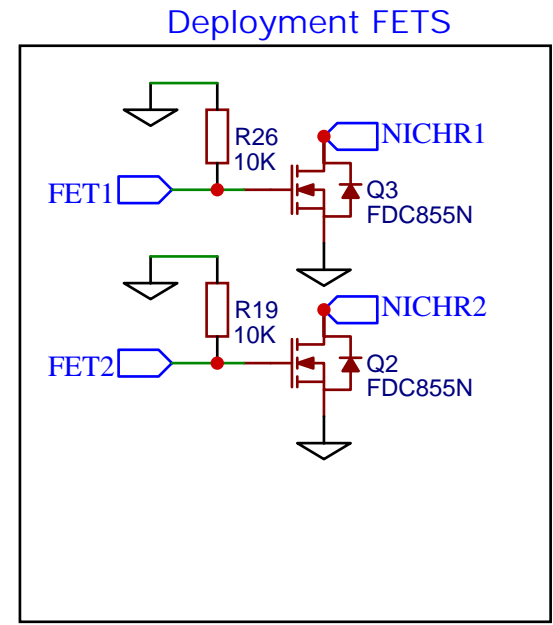 Deployment FETS
NICHR1
R26
10K
FET1
Q3
FDC855N
NICHR2
R19
10K
FET2
Q2
FDC855N